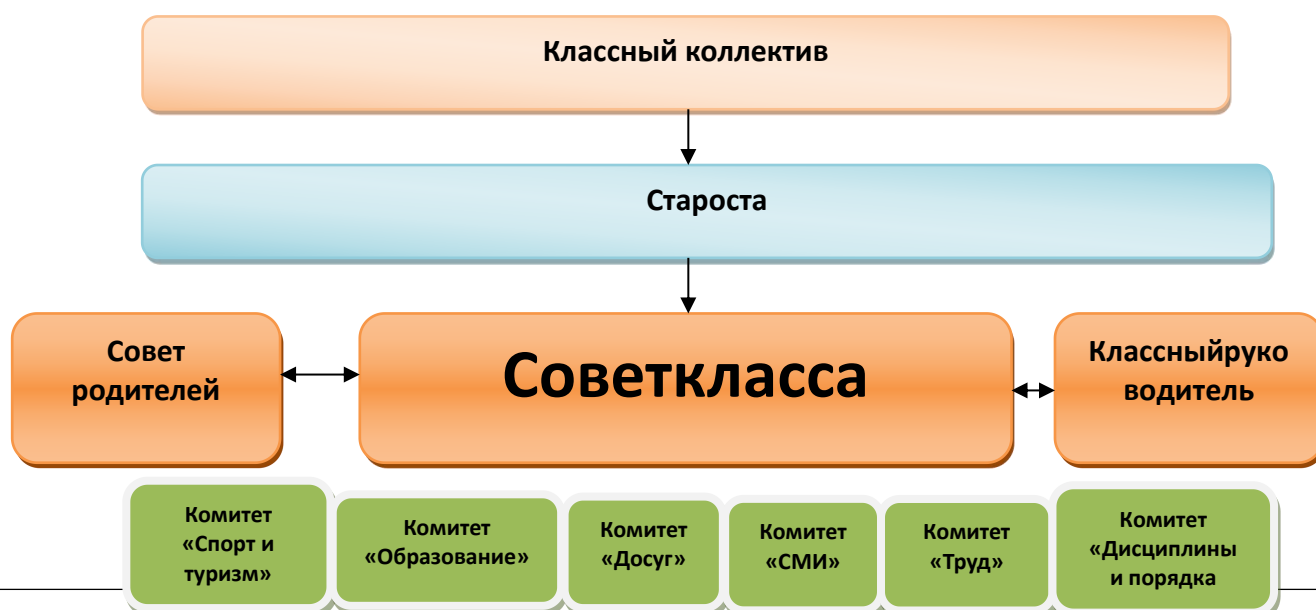 Классный коллектив
Староста
Совет
родителей
Советкласса
Классныйруко
водитель
Комитет
«Спорт и
туризм»
Комитет
«Образование»
Комитет
«Досуг»
Комитет
«СМИ»
Комитет
«Труд»
Комитет
«Дисциплины
и порядка